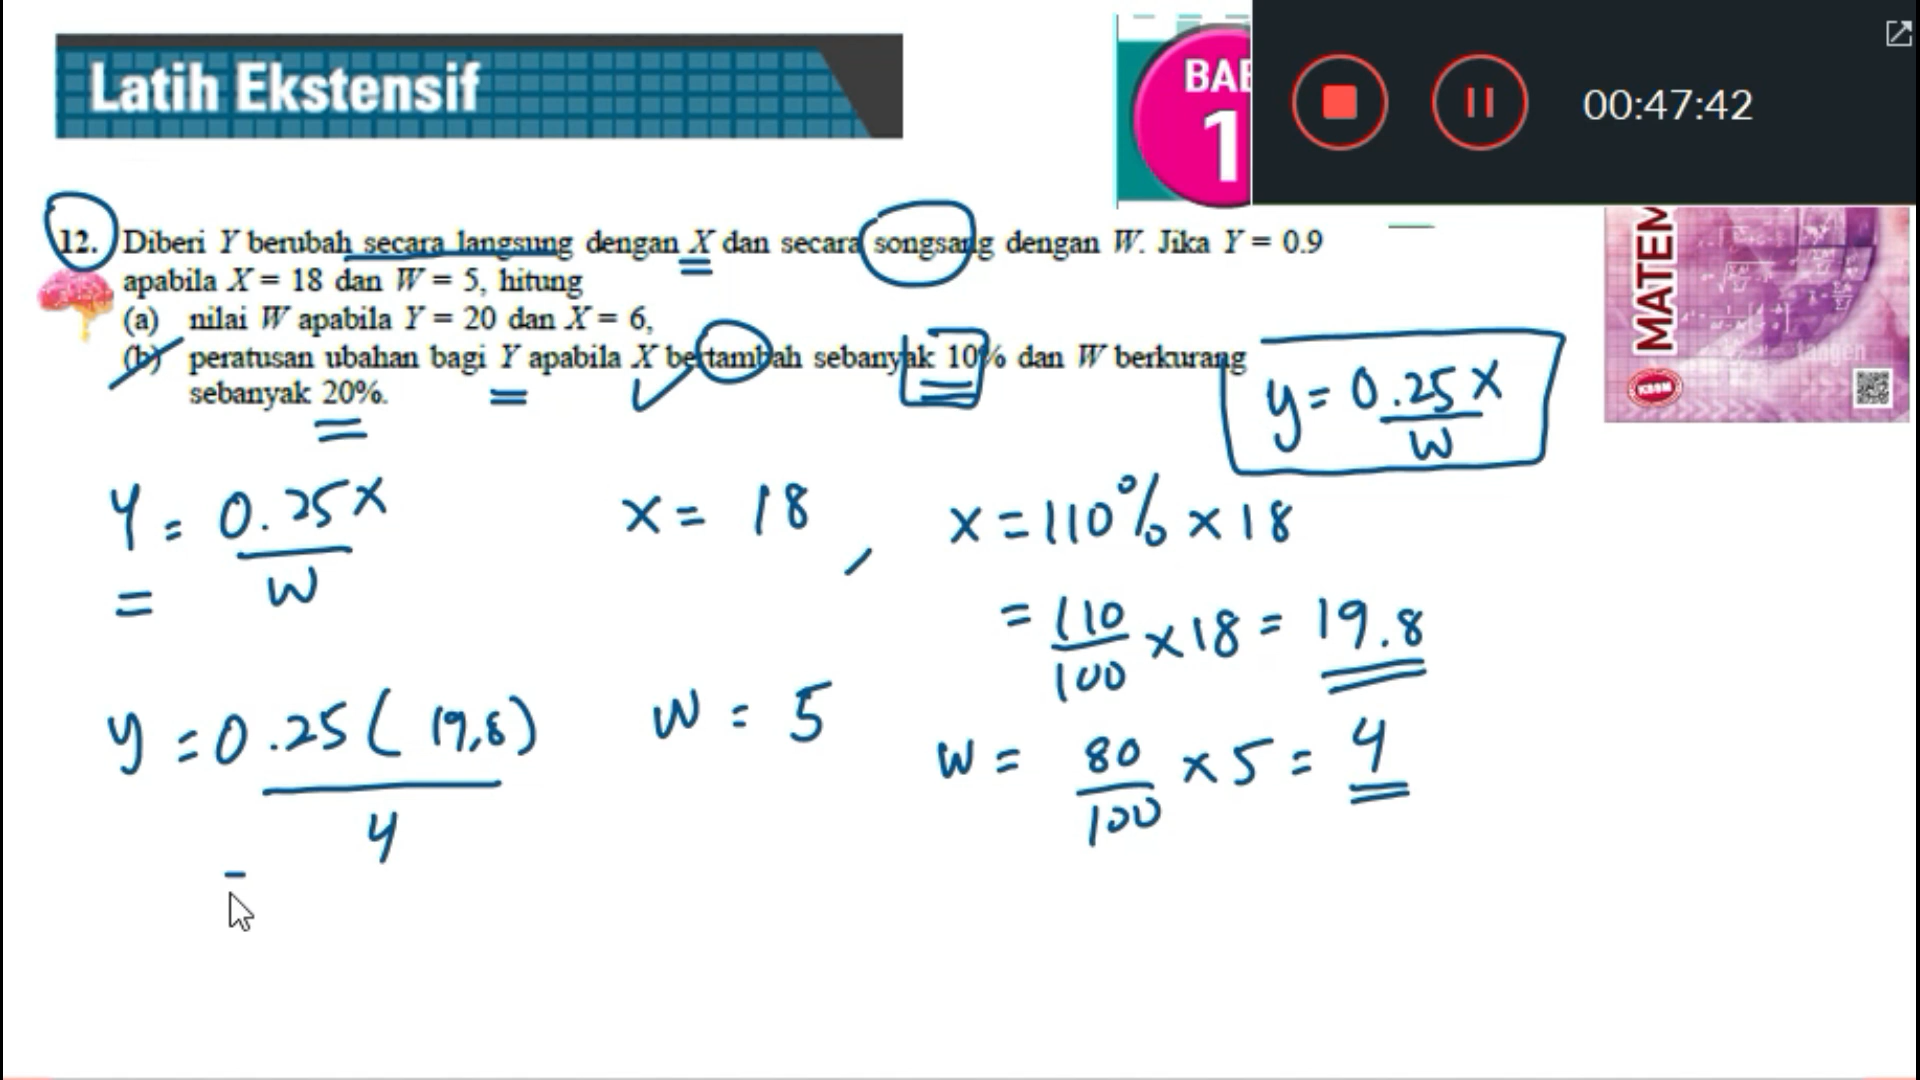 Latih Ekstensif
BAB
1
00:47:42
MATEM
12. Diberi Y berubah secara langsung dengan X dan secara songsang dengan W. Jika Y = 0.9
apabila X = 18 dan W = 5, hitung
(a) nilai W apabila Y = 20 dan X = 6,
(b) peratusan ubahan bagi Y apabila X bertambah sebanyak 10% dan W berkurang
sebanyak 20%.
KSSM
tangen
y = 0.25x
w
Y = 0.25x
w
=
x = 18 ,
x = 110% x 18
= 110 x 18 = 19.8
100
y = 0.25 ( 19.8 )
4
w = 5
w = 80 x 5 = 4
100
-